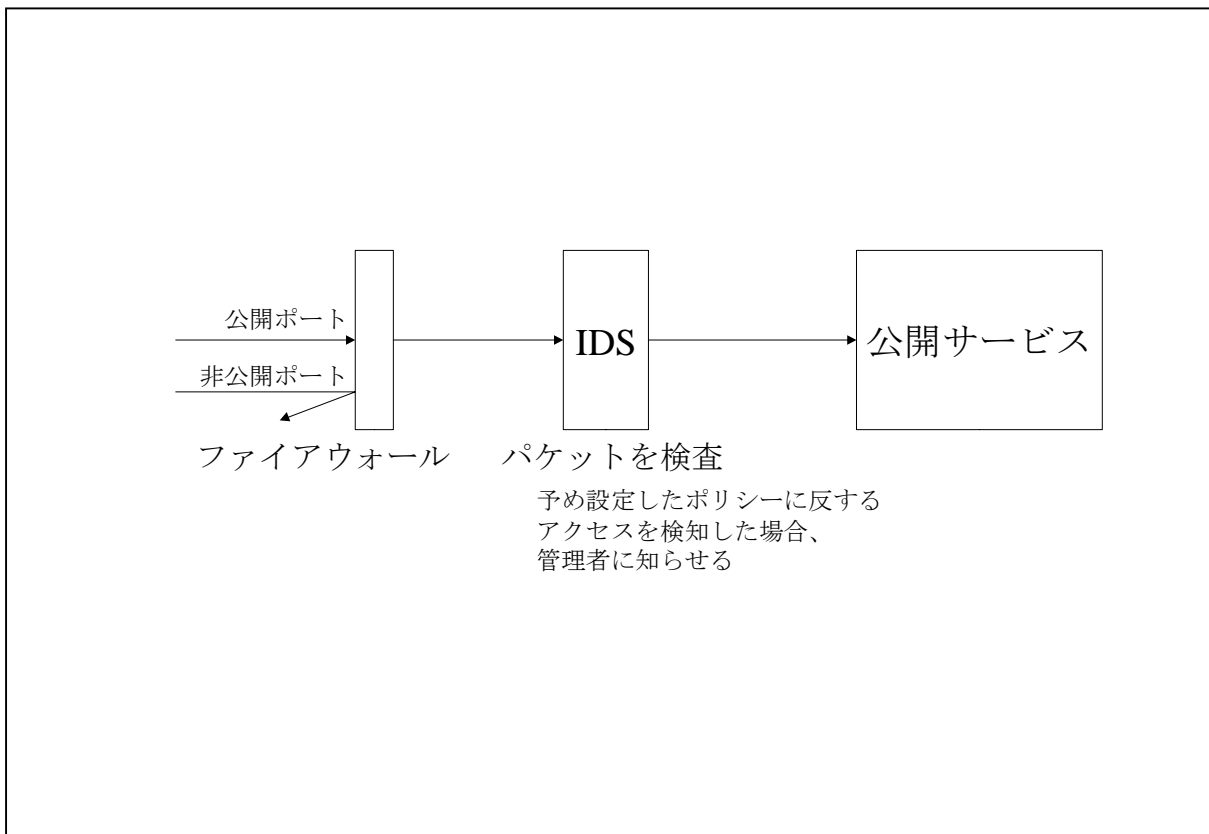 公開ポート
非公開ポート
IDS
公開サービス
ファイアウォール
パケットを検査
予め設定したポリシーに反する
アクセスを検知した場合、
管理者に知らせる